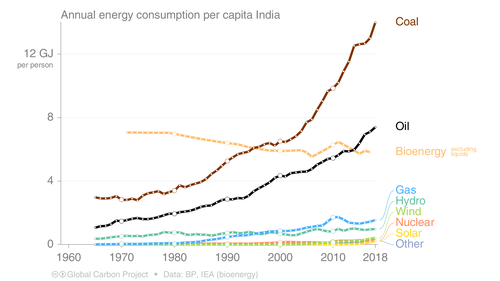 Annual energy consumption per capita India
12 GJ
per person
8
4
0
1960
1970
1980
1990
2000
2010
2018
Coal
Oil
Bioenergy excluding liquids
Gas
Hydro
Wind
Nuclear
Solar
Other
Global Carbon Project • Data: BP, IEA (bioenergy)